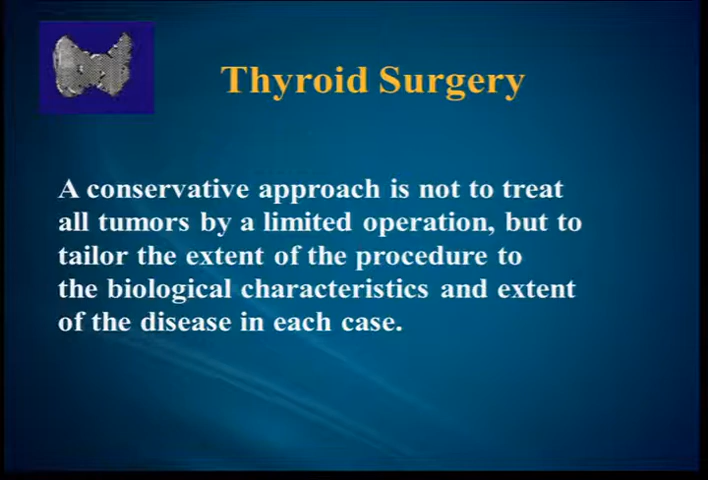 Thyroid Surgery
A conservative approach is not to treat
all tumors by a limited operation, but to
tailor the extent of the procedure to
the biological characteristics and extent
of the disease in each case.